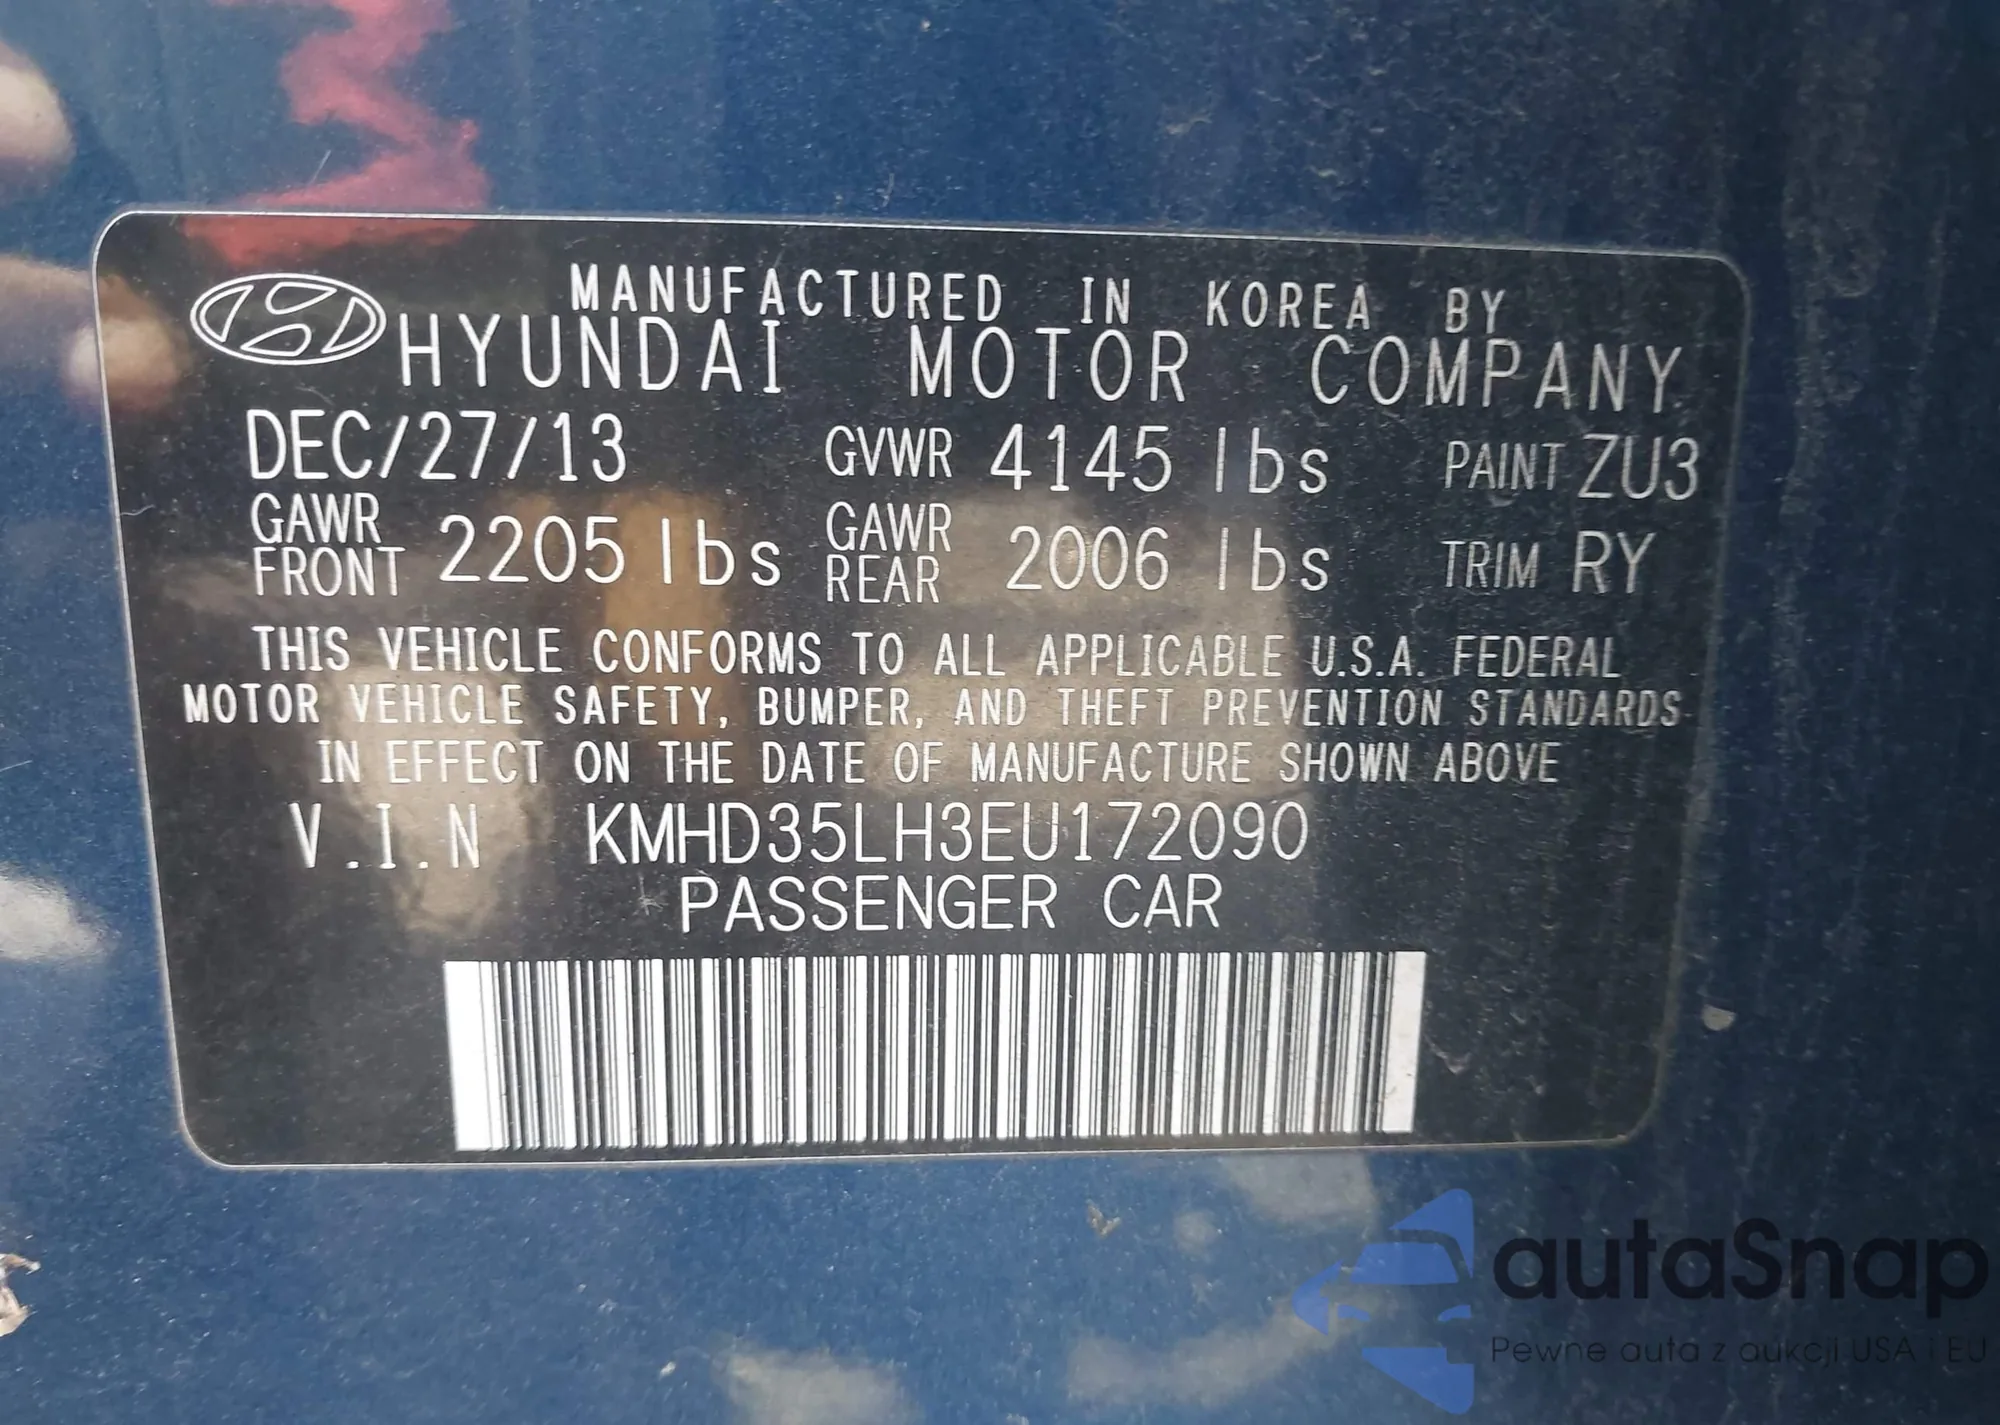 MANUFACTURED IN KOREA BY
HYUNDAI MOTOR COMPANY
DEC/27/13 GVWR 4145 lbs PAINT ZU3
GAWR FRONT 2205 lbs GAWR REAR 2006 lbs TRIM RY
THIS VEHICLE CONFORMS TO ALL APPLICABLE U.S.A. FEDERAL
MOTOR VEHICLE SAFETY, BUMPER, AND THEFT PREVENTION STANDARDS
IN EFFECT ON THE DATE OF MANUFACTURE SHOWN ABOVE
V.I.N KMHD35LH3EU172090
PASSENGER CAR
autaSnap
Pewne auta z aukcji USA i EU